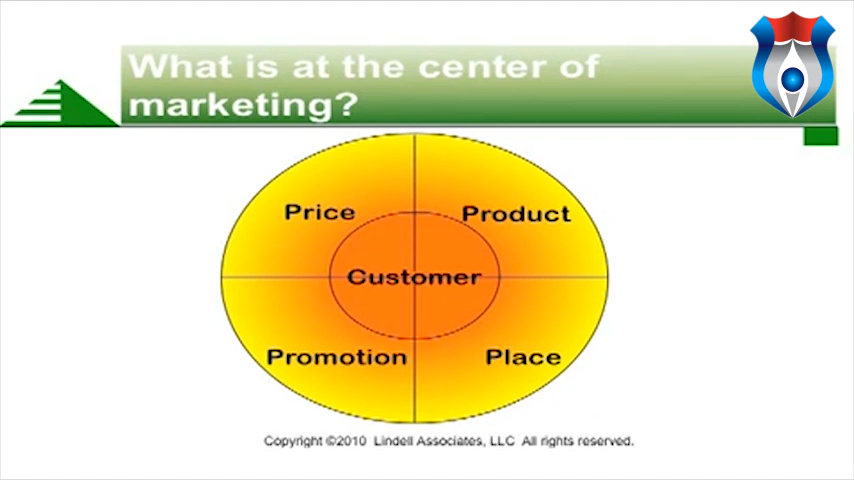 What is at the center of
marketing?
Price
Product
Customer
Promotion
Place
Copyright ©2010 Lindell Associates, LLC All rights reserved.